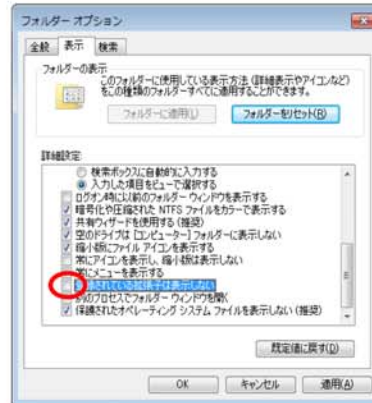 フォルダー オプション
全般 表示 検索
フォルダーの表示
このフォルダーに使用している表示方法(詳細表示やアイコンなど)
をこの種類のフォルダーすべてに適用することができます。
フォルダーに適用(L) フォルダーをリセット(R)
詳細設定:
検索ボックスに自動的に入力する
入力した項目をビューで選択する
ログオン時に以前のフォルダー ウィンドウを表示する
暗号化や圧縮された NTFS ファイルをカラーで表示する
共有ウィザードを使用する (推奨)
空のドライブは [コンピューター] フォルダーに表示しない
縮小版にファイル アイコンを表示する
常にアイコンを表示し、縮小版は表示しない
常にメニューを表示する
されている拡張子は表示しない
のプロセスでフォルダー ウィンドウを開く
保護されたオペレーティング システム ファイルを表示しない (推奨)
既定値に戻す(D)
OK キャンセル 適用(A)